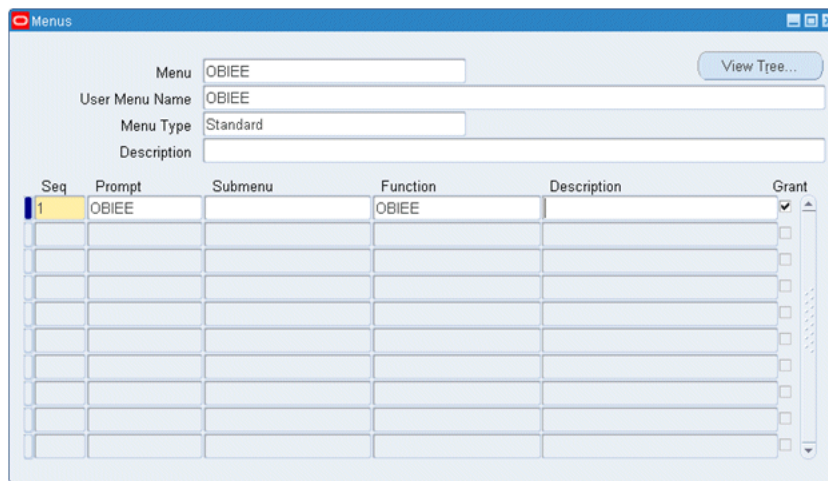 Menus
Menu OBIEE View Tree...
User Menu Name OBIEE
Menu Type Standard
Description
Seq Prompt Submenu Function Description Grant
1 OBIEE OBIEE